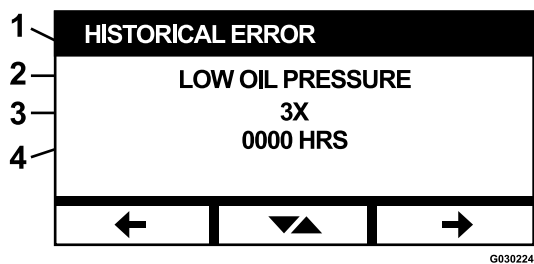 1
HISTORICAL ERROR
2
LOW OIL PRESSURE
3
3X
4
0000 HRS
G030224